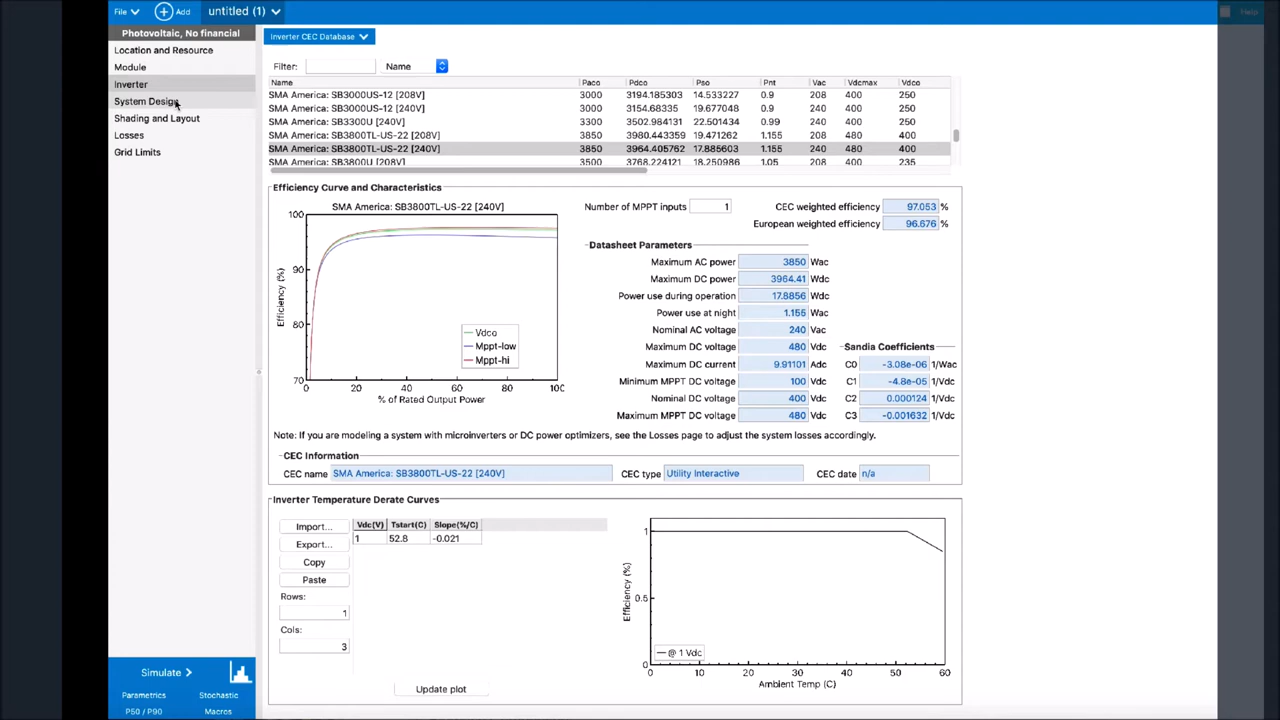 File
Add
untitled (1)
Help
Photovoltaic, No financial
Location and Resource
Module
Inverter
System Design
Shading and Layout
Losses
Grid Limits
Simulate >
Parametrics Stochastic
P50 / P90 Macros
Inverter CEC Database
Filter: Name
Name Paco Pdco Pso Pnt Vac Vdcmax Vdco
SMA America: SB3000US-12 [208V] 3000 3194.185303 14.533227 0.9 208 400 250
SMA America: SB3000US-12 [240V] 3000 3154.68335 19.677048 0.9 240 400 250
SMA America: SB3300U [240V] 3300 3502.984131 22.501434 0.99 240 400 250
SMA America: SB3800TL-US-22 [208V] 3850 3980.443359 19.471262 1.155 208 480 400
SMA America: SB3800TL-US-22 [240V] 3850 3964.405762 17.885603 1.155 240 480 400
SMA America: SB3800U [208V] 3500 3768.224121 18.250986 1.05 208 400 235
Efficiency Curve and Characteristics
SMA America: SB3800TL-US-22 [240V]
100
90
80
70
Efficiency (%)
Vdco
Mppt-low
Mppt-hi
0 20 40 60 80 100
% of Rated Output Power
Number of MPPT inputs 1
CEC weighted efficiency 97.053 %
European weighted efficiency 96.676 %
Datasheet Parameters
Maximum AC power 3850 Wac
Maximum DC power 3964.41 Wdc
Power use during operation 17.8856 Wdc
Power use at night 1.155 Wac
Nominal AC voltage 240 Vac
Maximum DC voltage 480 Vdc
Maximum DC current 9.91101 Adc
Minimum MPPT DC voltage 100 Vdc
Nominal DC voltage 400 Vdc
Maximum MPPT DC voltage 480 Vdc
Sandia Coefficients
C0 -3.08e-06 1/Wac
C1 -4.8e-05 1/Vdc
C2 0.000124 1/Vdc
C3 -0.001632 1/Vdc
Note: If you are modeling a system with microinverters or DC power optimizers, see the Losses page to adjust the system losses accordingly.
CEC Information
CEC name SMA America: SB3800TL-US-22 [240V] CEC type Utility Interactive CEC date n/a
Inverter Temperature Derate Curves
Import...
Export...
Copy
Paste
Rows:
1
Cols:
3
Vdc(V) Tstart(C) Slope(%/C)
1 52.8 -0.021
Update plot
1
0.5
0
Efficiency (%)
@ 1 Vdc
0 10 20 30 40 50 60
Ambient Temp (C)